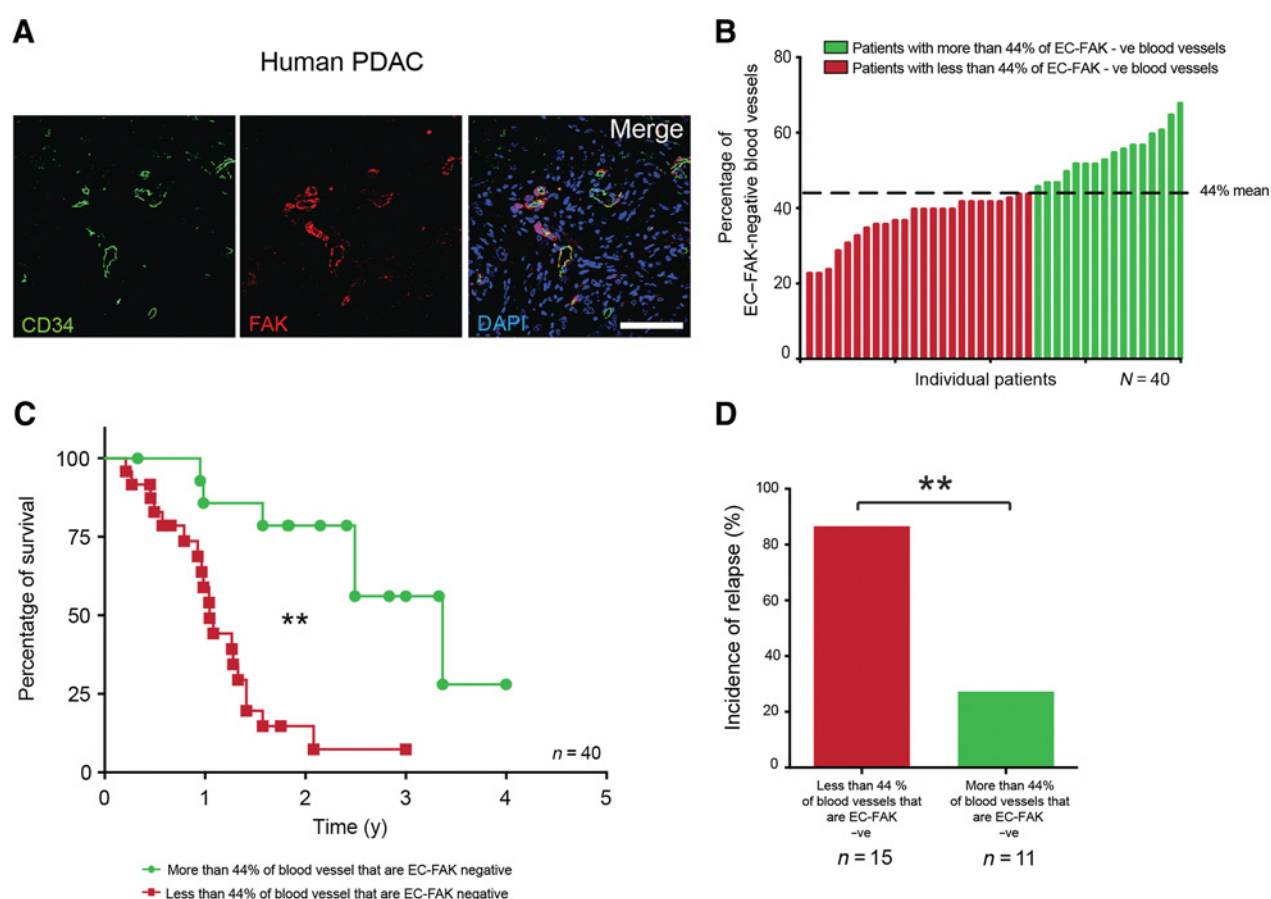 A
Human PDAC
CD34
FAK
Merge
DAPI
B
Patients with more than 44% of EC-FAK - ve blood vessels
Patients with less than 44% of EC-FAK - ve blood vessels
Percentage of
EC–FAK-negative blood vessels
80
60
40
20
0
44% mean
Individual patients
N = 40
C
Percentatge of survival
100
75
50
25
0
**
n = 40
0 1 2 3 4 5
Time (y)
More than 44% of blood vessel that are EC-FAK negative
Less than 44% of blood vessel that are EC-FAK negative
D
Incidence of relapse (%)
100
80
60
40
20
0
**
Less than 44 %
of blood vessels that
are EC-FAK
–ve
n = 15
More than 44%
of blood vessels that
are EC-FAK
–ve
n = 11